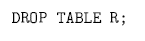 DROP TABLE R;